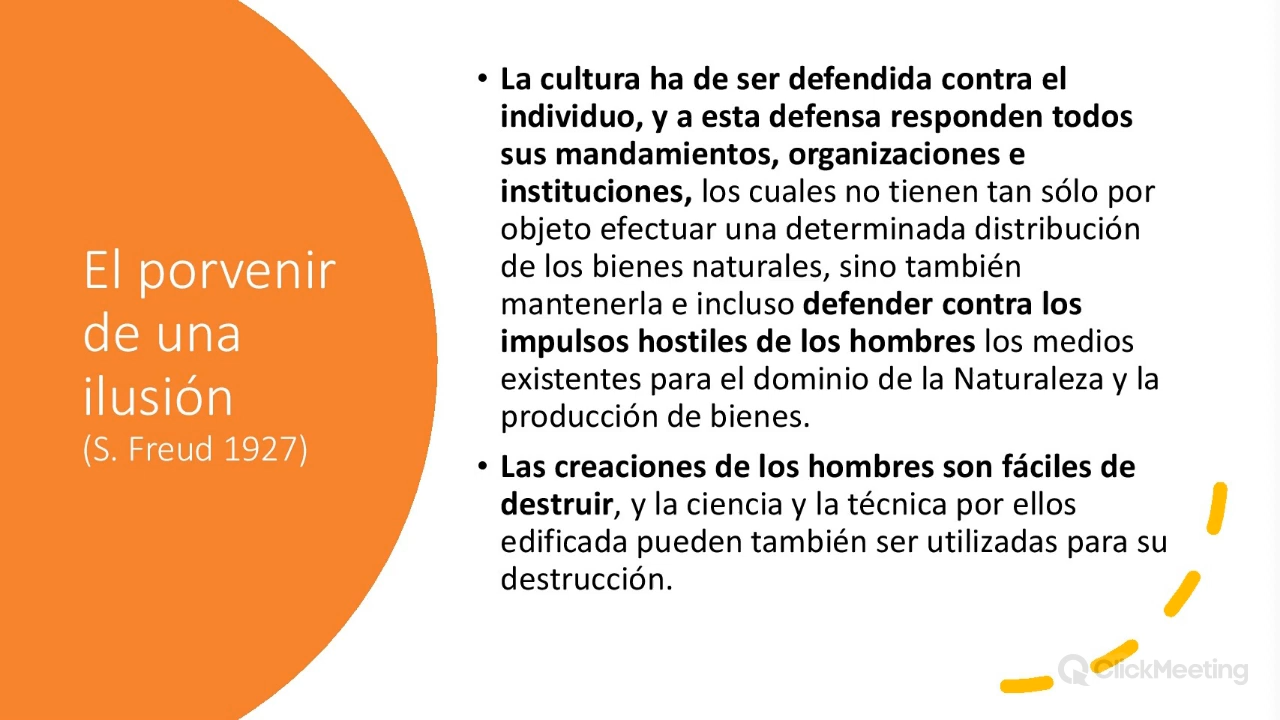 El porvenir
de una
ilusión
(S. Freud 1927)
• La cultura ha de ser defendida contra el
individuo, y a esta defensa responden todos
sus mandamientos, organizaciones e
instituciones, los cuales no tienen tan sólo por
objeto efectuar una determinada distribución
de los bienes naturales, sino también
mantenerla e incluso defender contra los
impulsos hostiles de los hombres los medios
existentes para el dominio de la Naturaleza y la
producción de bienes.
• Las creaciones de los hombres son fáciles de
destruir, y la ciencia y la técnica por ellos
edificada pueden también ser utilizadas para su
destrucción.
ClickMeeting